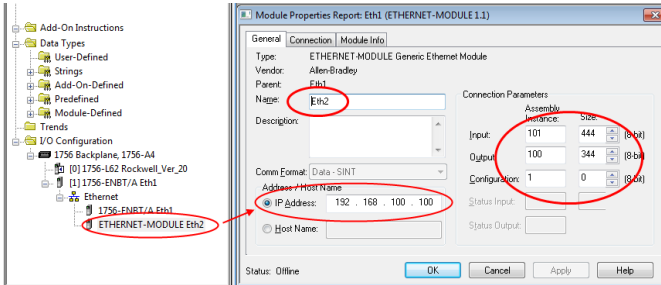 Add-On Instructions
Data Types
User-Defined
Strings
Add-On-Defined
Predefined
Module-Defined
Trends
I/O Configuration
1756 Backplane, 1756-A4
[0] 1756-L62 Rockwell_Ver_20
[1] 1756-ENBT/A Eth1
Ethernet
1756-ENBT/A Eth1
ETHERNET-MODULE Eth2
Module Properties Report: Eth1 (ETHERNET-MODULE 1.1)
General Connection Module Info
Type: ETHERNET-MODULE Generic Ethernet Module
Vendor: Allen-Bradley
Parent: Eth1
Name: Eth2
Description:
Comm Format: Data - SINT
Address / Host Name
IP Address: 192 . 168 . 100 . 100
Host Name:
Connection Parameters
Assembly
Instance: Size:
Input: 101 444 (8-bit)
Output: 100 344 (8-bit)
Configuration: 1 0 (8-bit)
Status Input:
Status Output:
Status: Offline
OK Cancel Apply Help